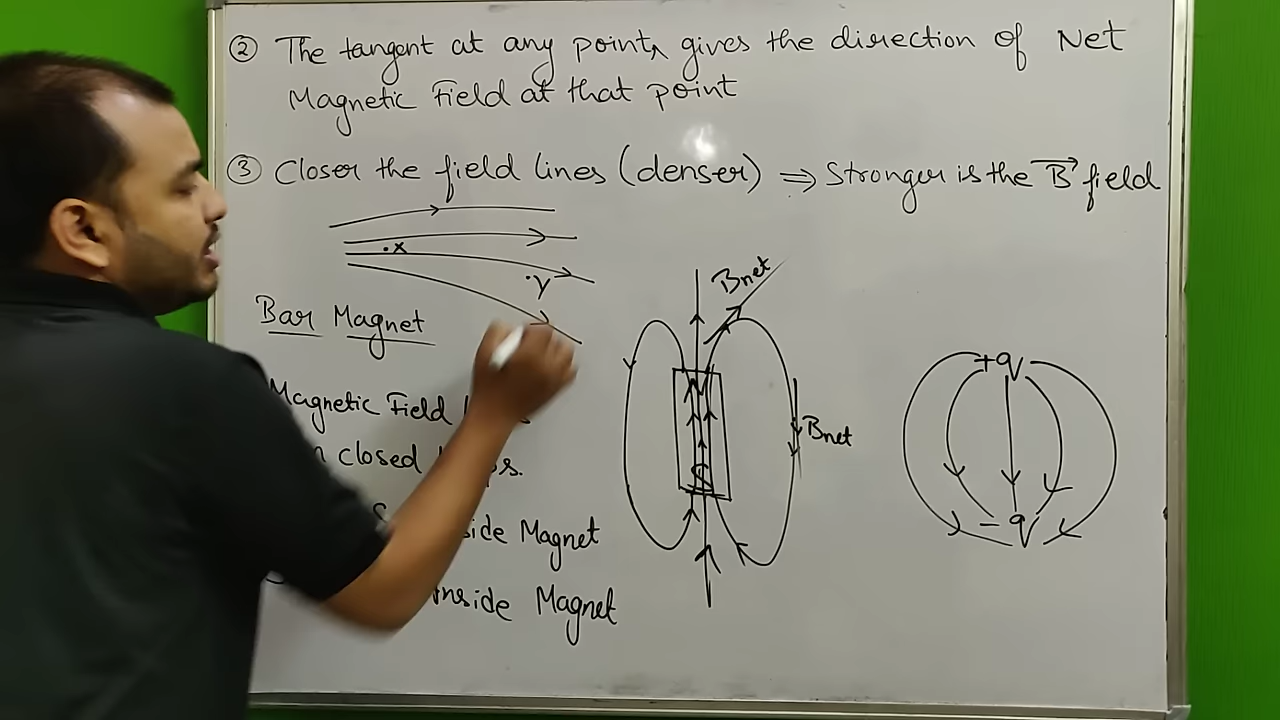 ② The tangent at any point, gives the direction of Net
Magnetic Field at that point
③ Closer the field lines (denser) ⇒ Stronger is the B⃗ field
.x
.y
Bar Magnet
Magnetic Field
closed
Magnet
inside Magnet
Bnet
Bnet
S
+q
-q